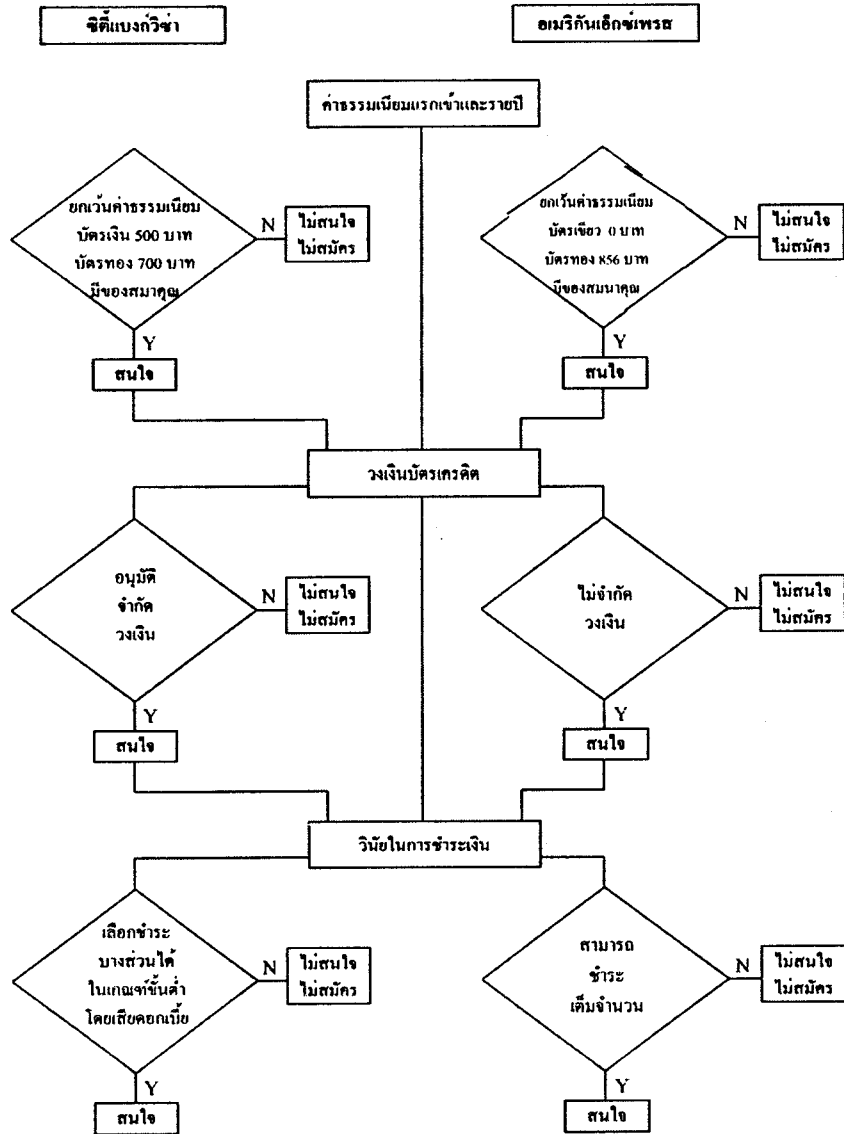 ซิตี้แบงก์วีซ่า
อเมริกันเอ็กซ์เพรส
ค่าธรรมเนียมแรกเข้าและรายปี
ยกเว้นค่าธรรมเนียม
บัตรเงิน 500 บาท
บัตรทอง 700 บาท
มีของสมาคุณ
N
ไม่สนใจ
ไม่สมัคร
Y
สนใจ
ยกเว้นค่าธรรมเนียม
บัตรเขียว 0 บาท
บัตรทอง 856 บาท
มีของสมนาคุณ
N
ไม่สนใจ
ไม่สมัคร
Y
สนใจ
วงเงินบัตรเครดิต
อนุมัติ
จำกัด
วงเงิน
N
ไม่สนใจ
ไม่สมัคร
Y
สนใจ
ไม่จำกัด
วงเงิน
N
ไม่สนใจ
ไม่สมัคร
Y
สนใจ
วินัยในการชำระเงิน
เลือกชำระ
บางส่วนได้
ในเกณฑ์ขั้นต่ำ
โดยเสียดอกเบี้ย
N
ไม่สนใจ
ไม่สมัคร
Y
สนใจ
สามารถ
ชำระ
เต็มจำนวน
N
ไม่สนใจ
ไม่สมัคร
Y
สนใจ